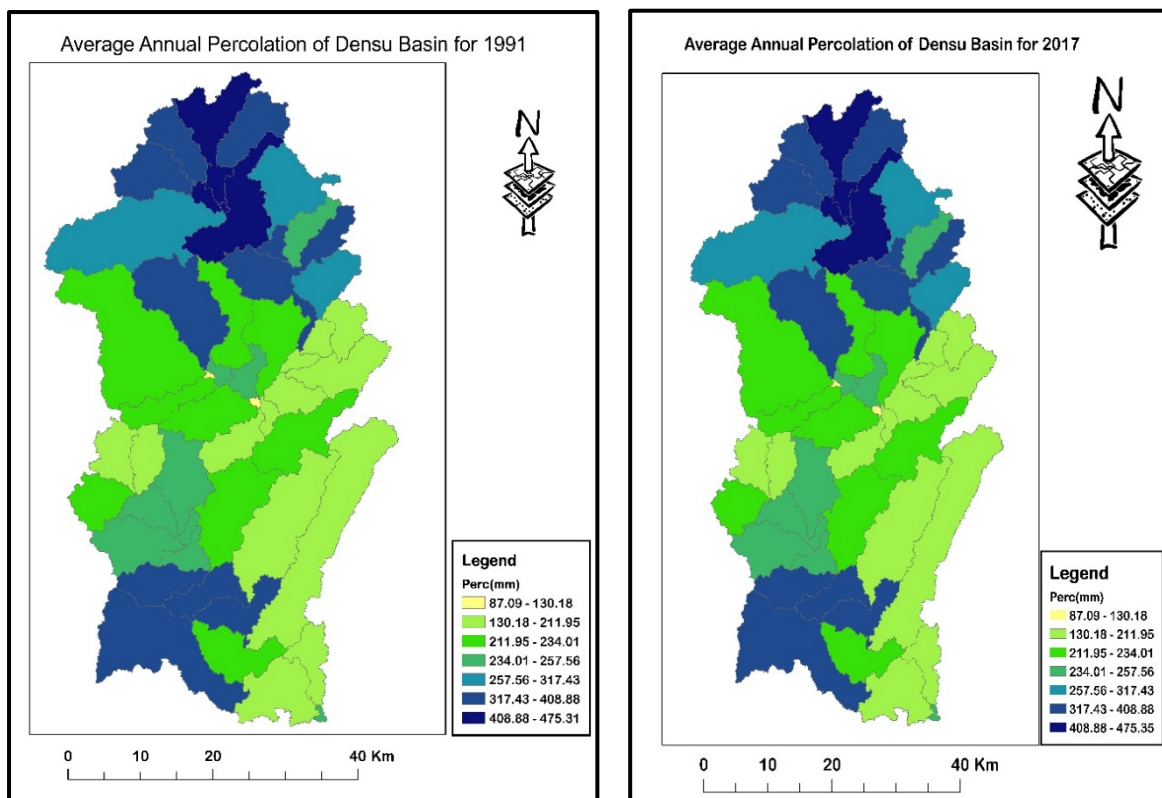 Average Annual Percolation of Densu Basin for 1991
N
Legend
Perc(mm)
87.09 - 130.18
130.18 - 211.95
211.95 - 234.01
234.01 - 257.56
257.56 - 317.43
317.43 - 408.88
408.88 - 475.31
0 10 20 40 Km
Average Annual Percolation of Densu Basin for 2017
N
Legend
Perc(mm)
87.09 - 130.18
130.18 - 211.95
211.95 - 234.01
234.01 - 257.56
257.56 - 317.43
317.43 - 408.88
408.88 - 475.35
0 10 20 40 Km